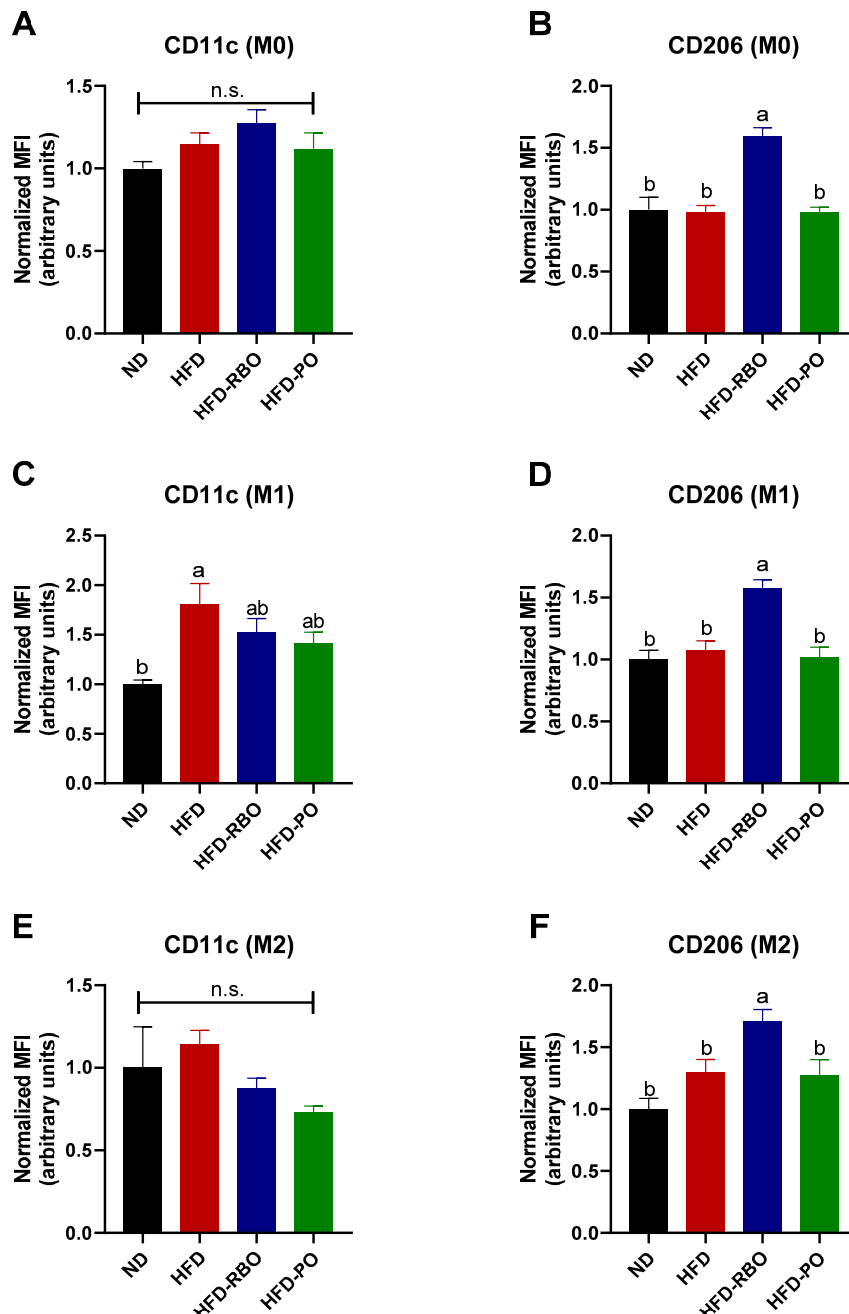 A
CD11c (M0)
Normalized MFI
(arbitrary units)
1.5
1.0
0.5
0.0
n.s.
ND
HFD
HFD-RBO
HFD-PO
B
CD206 (M0)
Normalized MFI
(arbitrary units)
2.0
1.5
1.0
0.5
0.0
b
b
a
b
ND
HFD
HFD-RBO
HFD-PO
C
CD11c (M1)
Normalized MFI
(arbitrary units)
2.5
2.0
1.5
1.0
0.5
0.0
b
a
ab
ab
ND
HFD
HFD-RBO
HFD-PO
D
CD206 (M1)
Normalized MFI
(arbitrary units)
2.0
1.5
1.0
0.5
0.0
b
b
a
b
ND
HFD
HFD-RBO
HFD-PO
E
CD11c (M2)
Normalized MFI
(arbitrary units)
1.5
1.0
0.5
0.0
n.s.
ND
HFD
HFD-RBO
HFD-PO
F
CD206 (M2)
Normalized MFI
(arbitrary units)
2.0
1.5
1.0
0.5
0.0
b
b
a
b
ND
HFD
HFD-RBO
HFD-PO